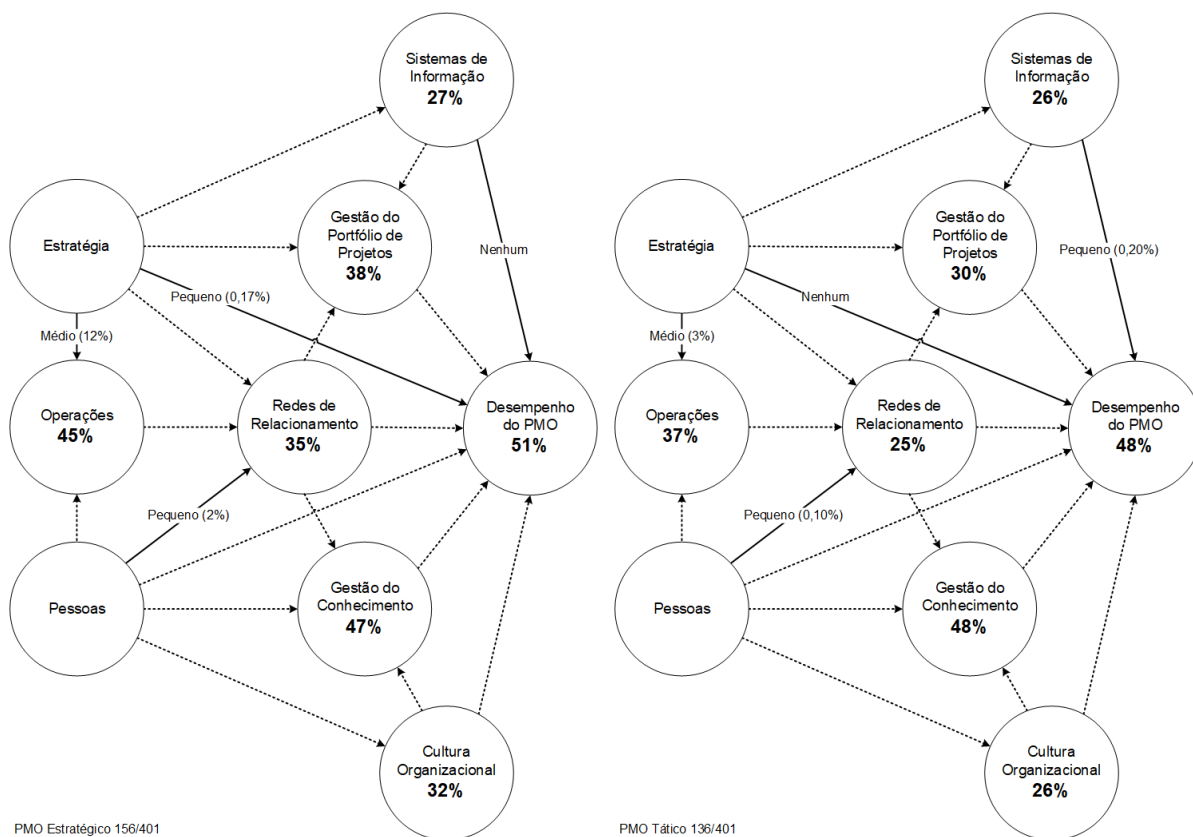 Sistemas de
Informação
27%
Estratégia
Gestão do
Portfólio de
Projetos
38%
Nenhum
Pequeno (0,17%)
Médio (12%)
Operações
45%
Redes de
Relacionamento
35%
Desempenho
do PMO
51%
Pequeno (2%)
Pessoas
Gestão do
Conhecimento
47%
Cultura
Organizacional
32%
PMO Estratégico 156/401
Sistemas de
Informação
26%
Estratégia
Gestão do
Portfólio de
Projetos
30%
Pequeno (0,20%)
Nenhum
Médio (3%)
Operações
37%
Redes de
Relacionamento
25%
Desempenho
do PMO
48%
Pequeno (0,10%)
Pessoas
Gestão do
Conhecimento
48%
Cultura
Organizacional
26%
PMO Tático 136/401